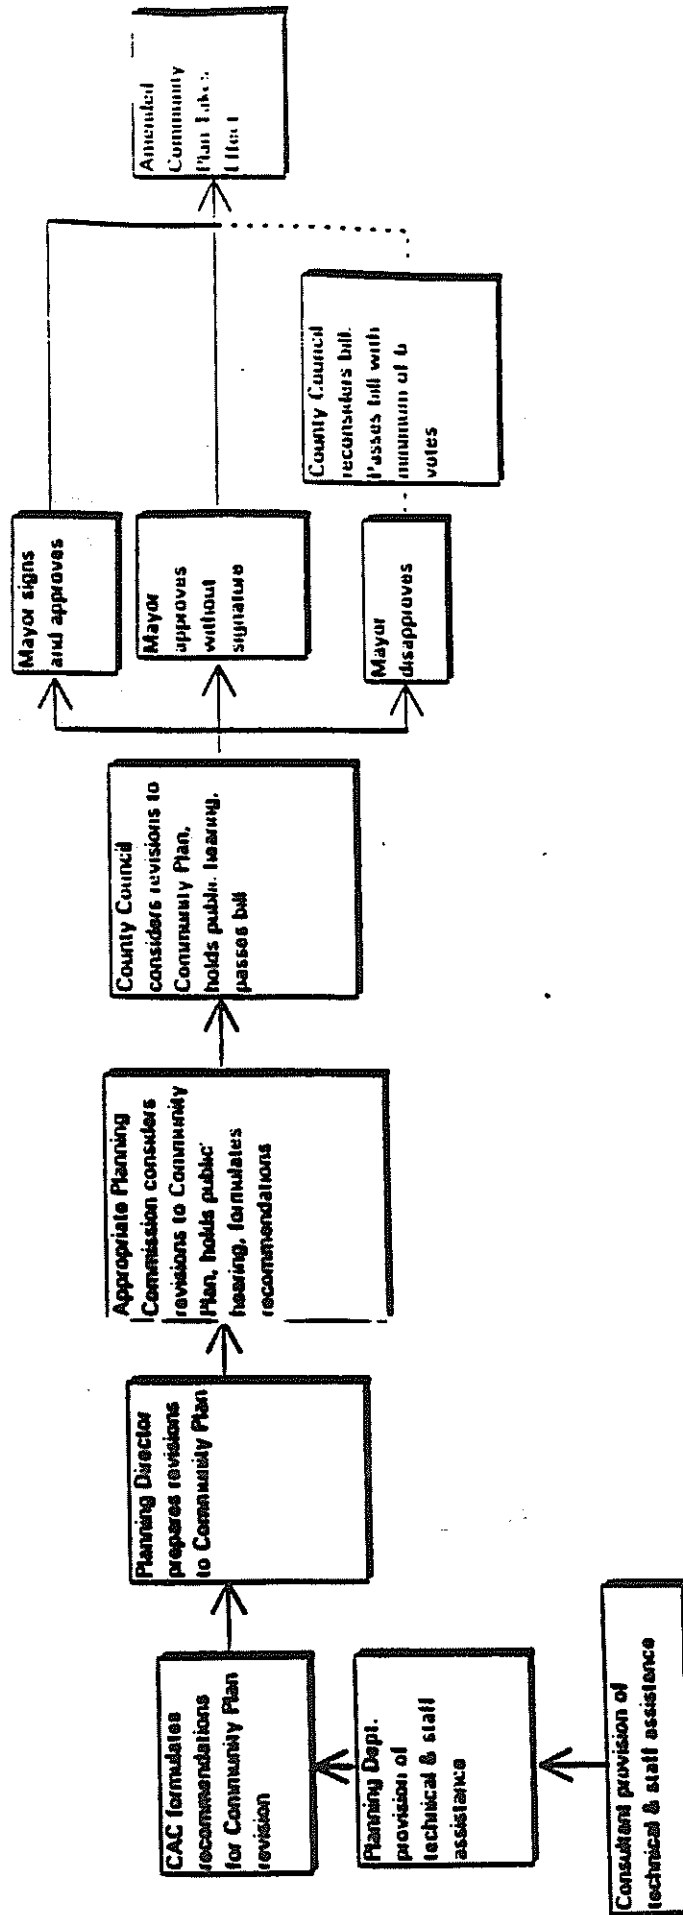 CAC formulates
recommendations
for Community Plan
revision
Planning Dept.
provision of
technical & staff
assistance
Consultant provision of
technical & staff assistence
Planning Director
prepares revisions
to Community Plan
Appropriate Planning
Commission considers
revisions to Community
Plan, holds public
hearing, formulates
recommendations
County Council
considers revisions to
Community Plan,
holds public hearing,
passes bill
Mayor signs
and approves
Mayor
approves
without
signature
Mayor
disapproves
County Council
reconsiders bill.
Passes bill with
minimum of 6
votes
Amended
Community
Plan Takes
Effect